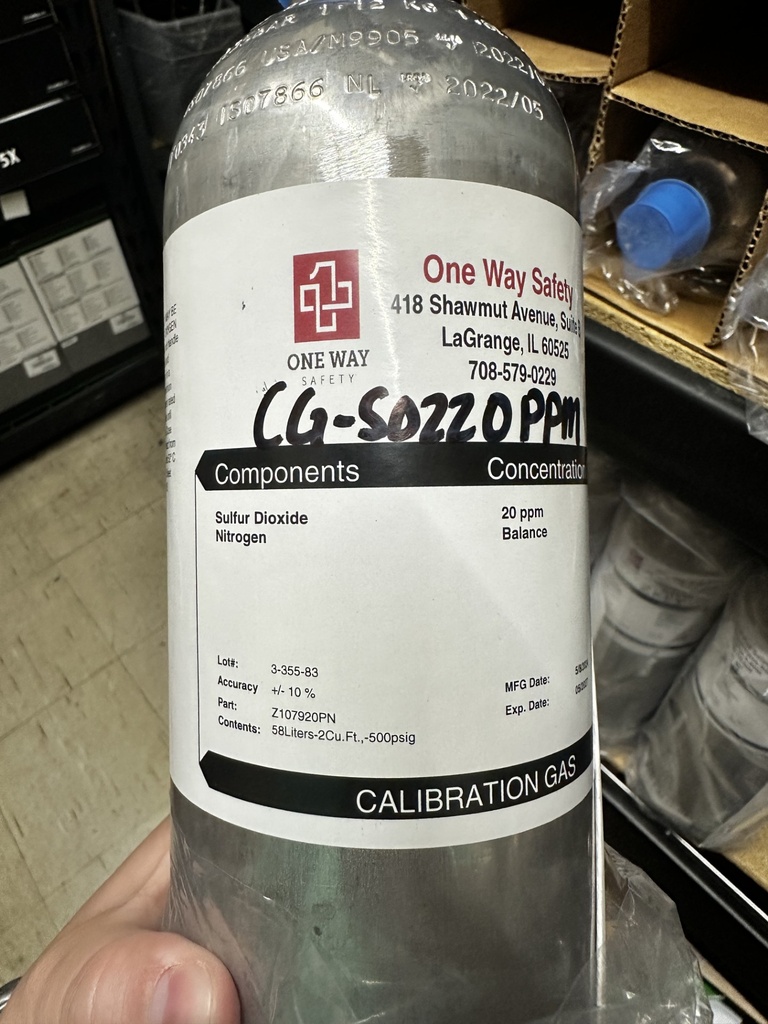 USA/M9905 2022/
ISO7866 NL 2022/05
5X
ONE WAY
SAFETY
One Way Safety
418 Shawmut Avenue,
LaGrange, IL 60525
708-579-0229
CG-SO220PPM
Components Concentration
Sulfur Dioxide 20 ppm
Nitrogen Balance
Lot#: 3-355-83
Accuracy +/- 10 %
Part: Z107920PN
Contents: 58Liters-2Cu.Ft.,-500psig
MFG Date:
Exp. Date:
CALIBRATION GAS